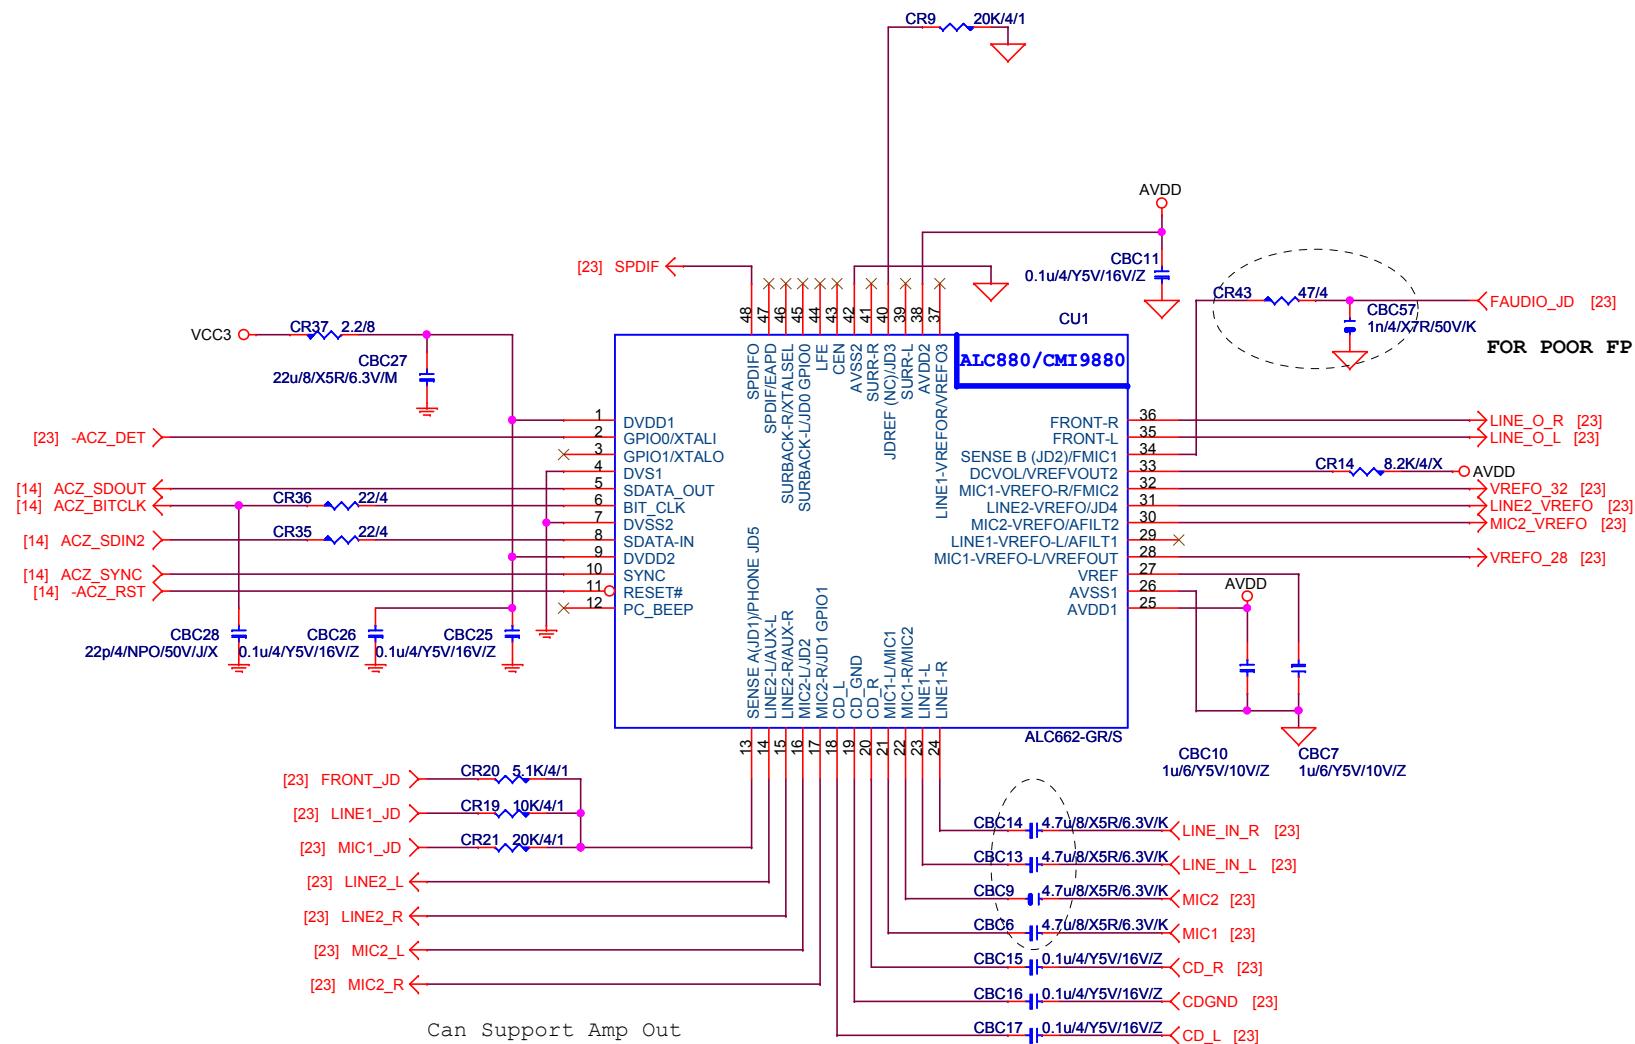 CR9 20K/4/1
AVDD
CBC11
0.1u/4/Y5V/16V/Z
[23] SPDIF
48 47 46 45 44 43 42 41 40 39 38 37
CU1
CR43 47/4
FAUDIO_JD [23]
CBC57
1n/4/X7R/50V/K
FOR POOR FP
VCC3
CR37 2.2/8
CBC27
22u/8/X5R/6.3V/M
ALC880/CMI9880
SPDIFO
SPDIF/EAPD
SURBACK-R/XTALSEL
SURBACK-L/JD0 GPIO0
LFE
CEN
AVSS2
SURR-R
JDREF (NC)/JD3
SURR-L
AVDD2
LINE1-VREFOR/VREFO3
1 DVDD1
[23] -ACZ_DET 2 GPIO0/XTALI
3 GPIO1/XTALO
4 DVS1
[14] ACZ_SDOUT 5 SDATA_OUT
[14] ACZ_BITCLK CR36 22/4 6 BIT_CLK
7 DVSS2
[14] ACZ_SDIN2 CR35 22/4 8 SDATA-IN
9 DVDD2
[14] ACZ_SYNC 10 SYNC
[14] -ACZ_RST 11 RESET#
12 PC_BEEP
FRONT-R 36 LINE_O_R [23]
FRONT-L 35 LINE_O_L [23]
SENSE B (JD2)/FMIC1 34
DCVOL/VREFVOUT2 33 CR14 8.2K/4/X AVDD
MIC1-VREFO-R/FMIC2 32 VREFO_32 [23]
LINE2-VREFO/JD4 31 LINE2_VREFO [23]
MIC2-VREFO/AFILT2 30 MIC2_VREFO [23]
LINE1-VREFO-L/AFILT1 29
MIC1-VREFO-L/VREFOUT 28 VREFO_28 [23]
VREF 27
AVSS1 26
AVDD1 25
AVDD
CBC28
22p/4/NPO/50V/J/X
CBC26
0.1u/4/Y5V/16V/Z
CBC25
0.1u/4/Y5V/16V/Z
SENSE A(JD1)/PHONE JD5
LINE2-L/AUX-L
LINE2-R/AUX-R
MIC2-L/JD2
MIC2-R/JD1 GPIO1
CD_L
CD_GND
CD_R
MIC1-L/MIC1
MIC1-R/MIC2
LINE1-L
LINE1-R
13 14 15 16 17 18 19 20 21 22 23 24
ALC662-GR/S
CBC10
1u/6/Y5V/10V/Z
CBC7
1u/6/Y5V/10V/Z
[23] FRONT_JD CR20 5.1K/4/1
[23] LINE1_JD CR19 10K/4/1
[23] MIC1_JD CR21 20K/4/1
[23] LINE2_L
[23] LINE2_R
[23] MIC2_L
[23] MIC2_R
CBC14 4.7u/8/X5R/6.3V/K LINE_IN_R [23]
CBC13 4.7u/8/X5R/6.3V/K LINE_IN_L [23]
CBC9 4.7u/8/X5R/6.3V/K MIC2 [23]
CBC6 4.7u/8/X5R/6.3V/K MIC1 [23]
CBC15 0.1u/4/Y5V/16V/Z CD_R [23]
CBC16 0.1u/4/Y5V/16V/Z CDGND [23]
CBC17 0.1u/4/Y5V/16V/Z CD_L [23]
Can Support Amp Out